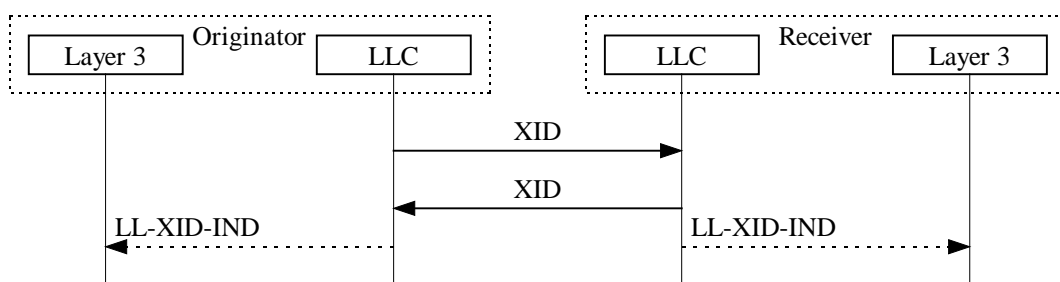 Originator
Receiver
Layer 3
LLC
LLC
Layer 3
XID
XID
LL-XID-IND
LL-XID-IND